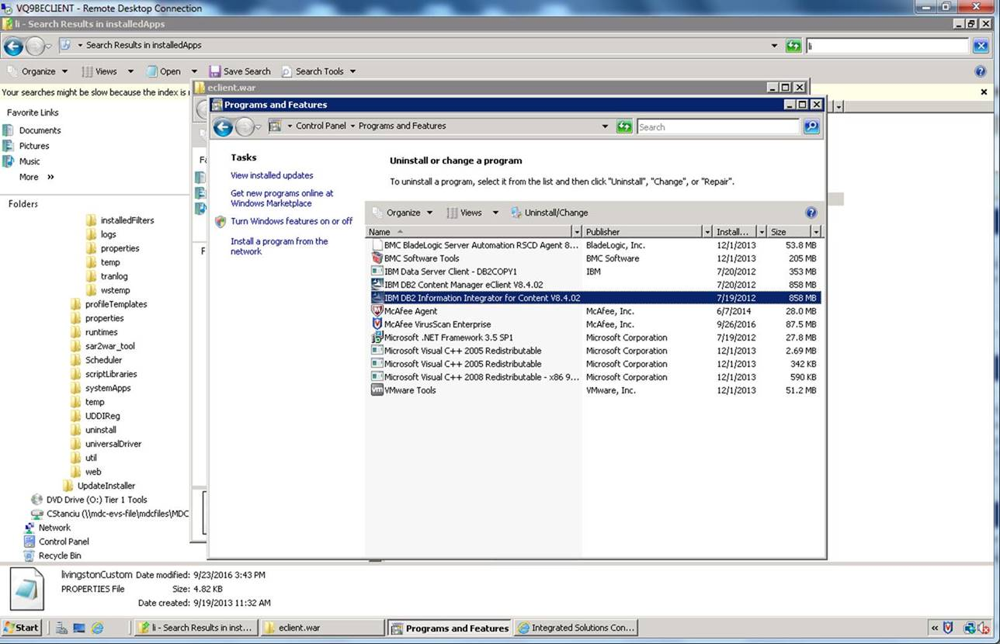 VQ9BECLIENT - Remote Desktop Connection
li - Search Results in installedApps
Search Results in installedApps
li
Organize Views Open Save Search Search Tools
Your searches might be slow because the index is
Favorite Links
Documents
Pictures
Music
More »
Folders
installedFilters
logs
properties
temp
tranlog
wstemp
profileTemplates
properties
runtimes
sar2war_tool
Scheduler
scriptLibraries
systemApps
temp
UDDIReg
uninstall
universalDriver
util
web
UpdateInstaller
DVD Drive (O:) Tier 1 Tools
CStanciu (\\mdc-evs-file\mdcfiles\MDC
Network
Control Panel
Recycle Bin
eclient.war
Fa
F
Programs and Features
Control Panel Programs and Features
Search
Tasks
View installed updates
Get new programs online at
Windows Marketplace
Turn Windows features on or off
Install a program from the
network
Uninstall or change a program
To uninstall a program, select it from the list and then click "Uninstall", "Change", or "Repair".
Organize Views Uninstall/Change
Name Publisher Install... Size
BMC BladeLogic Server Automation RSCD Agent 8... BladeLogic, Inc. 12/1/2013 53.8 MB
BMC Software Tools BMC Software 12/1/2013 205 MB
IBM Data Server Client - DB2COPY1 IBM 7/20/2012 353 MB
IBM DB2 Content Manager eClient V8.4.02 7/20/2012 858 MB
IBM DB2 Information Integrator for Content V8.4.02 7/19/2012 858 MB
McAfee Agent McAfee, Inc. 6/7/2014 28.0 MB
McAfee VirusScan Enterprise McAfee, Inc. 9/26/2016 87.5 MB
Microsoft .NET Framework 3.5 SP1 Microsoft Corporation 7/19/2012 27.8 MB
Microsoft Visual C++ 2005 Redistributable Microsoft Corporation 12/1/2013 2.69 MB
Microsoft Visual C++ 2005 Redistributable Microsoft Corporation 12/1/2013 342 KB
Microsoft Visual C++ 2008 Redistributable - x86 9... Microsoft Corporation 12/1/2013 590 KB
VMware Tools VMware, Inc. 12/1/2013 51.2 MB
livingstonCustom Date modified: 9/23/2016 3:43 PM
PROPERTIES File Size: 4.82 KB
Date created: 9/19/2013 11:32 AM
Start li - Search Results in inst... eclient.war Programs and Features Integrated Solutions Con... «